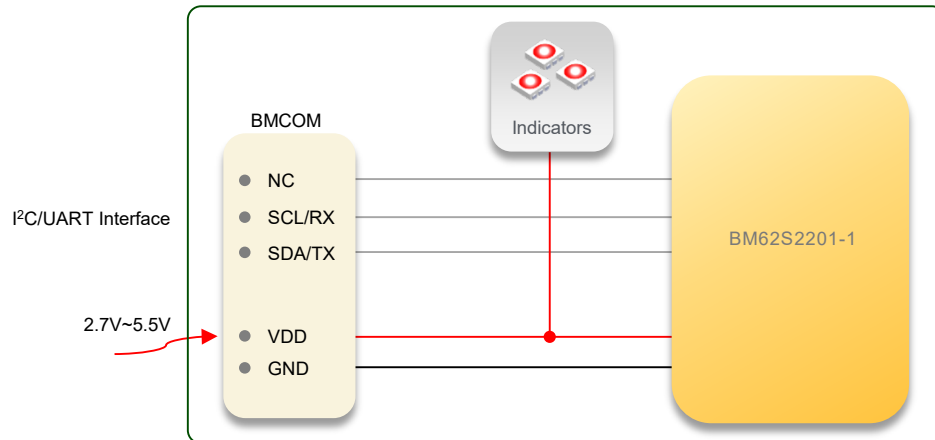 Indicators
BMCOM
NC
I²C/UART Interface
SCL/RX
SDA/TX
BM62S2201-1
2.7V~5.5V
VDD
GND